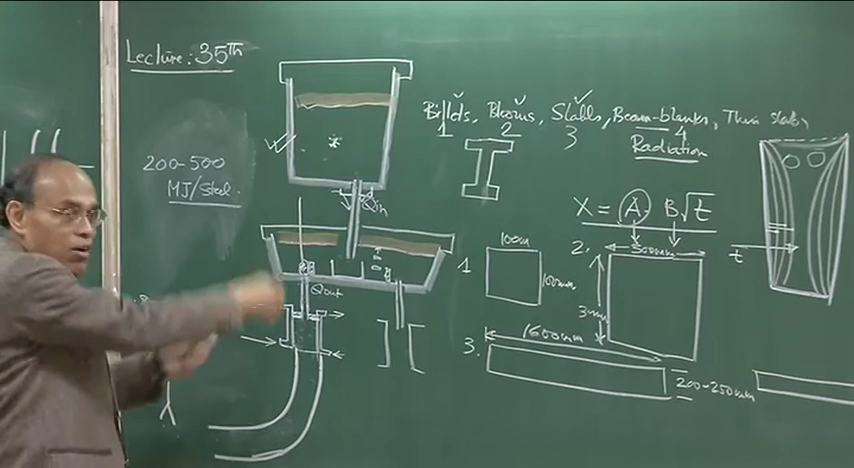 Lecture: 35th
Billets, Blooms, Slabs, Beam-blanks, Thin slabs,
1 2 3 4
Radiation
200-500
MJ/Steel.
Qin
X = A B√t
100mm
1
100mm
2.
300mm
t
Qout
1600mm
3.
200-250mm